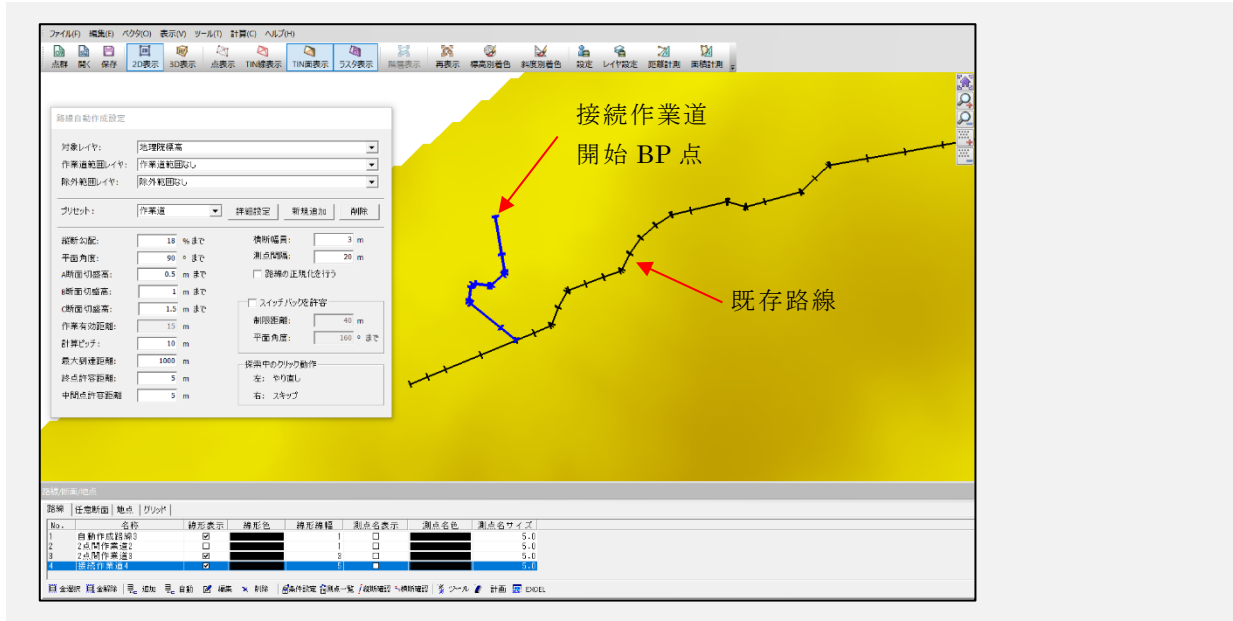 ファイル(F) 編集(E) ベクタ(O) 表示(V) ツール(T) 計算(C) ヘルプ(H)
点群 開く 保存 2D表示 3D表示 点表示 TIN線表示 TIN面表示 ラスタ表示 陰影表示 再表示 標高別着色 斜度別着色 設定 レイヤ設定 距離計測 面積計測
路線自動作成設定
対象レイヤ: 地理院標高
作業道範囲レイヤ: 作業道範囲なし
除外範囲レイヤ: 除外範囲なし
プリセット: 作業道 詳細設定 新規追加 削除
縦断勾配: 18 %まで 横断幅員: 3 m
平面角度: 90 ° まで 測点間隔: 20 m
A断面切盛高: 0.5 m まで 路線の正規化を行う
B断面切盛高: 1 m まで
C断面切盛高: 1.5 m まで スイッチバックを許容
作業有効距離: 15 m 制限距離: 40 m
計算ピッチ: 10 m 平面角度: 160 ° まで
最大到達距離: 1000 m
終点許容距離: 5 m 探索中のクリック動作
左: やり直し
中間点許容距離 5 m 右: スキップ
接続作業道
開始 BP 点
既存路線
路線/断面/地点
路線 任意断面 地点 グリッド
No. 名称 線形表示 線形色 線形線幅 測点名表示 測点名色 測点名サイズ
1 自動作成路線3 1 5.0
2 2点間作業道2 1 5.0
3 2点間作業道3 3 5.0
4 接続作業道4 5 5.0
全選択 全解除 追加 自動 編集 削除 条件設定 測点一覧 縦断確認 横断確認 ツール 計画 EXCEL